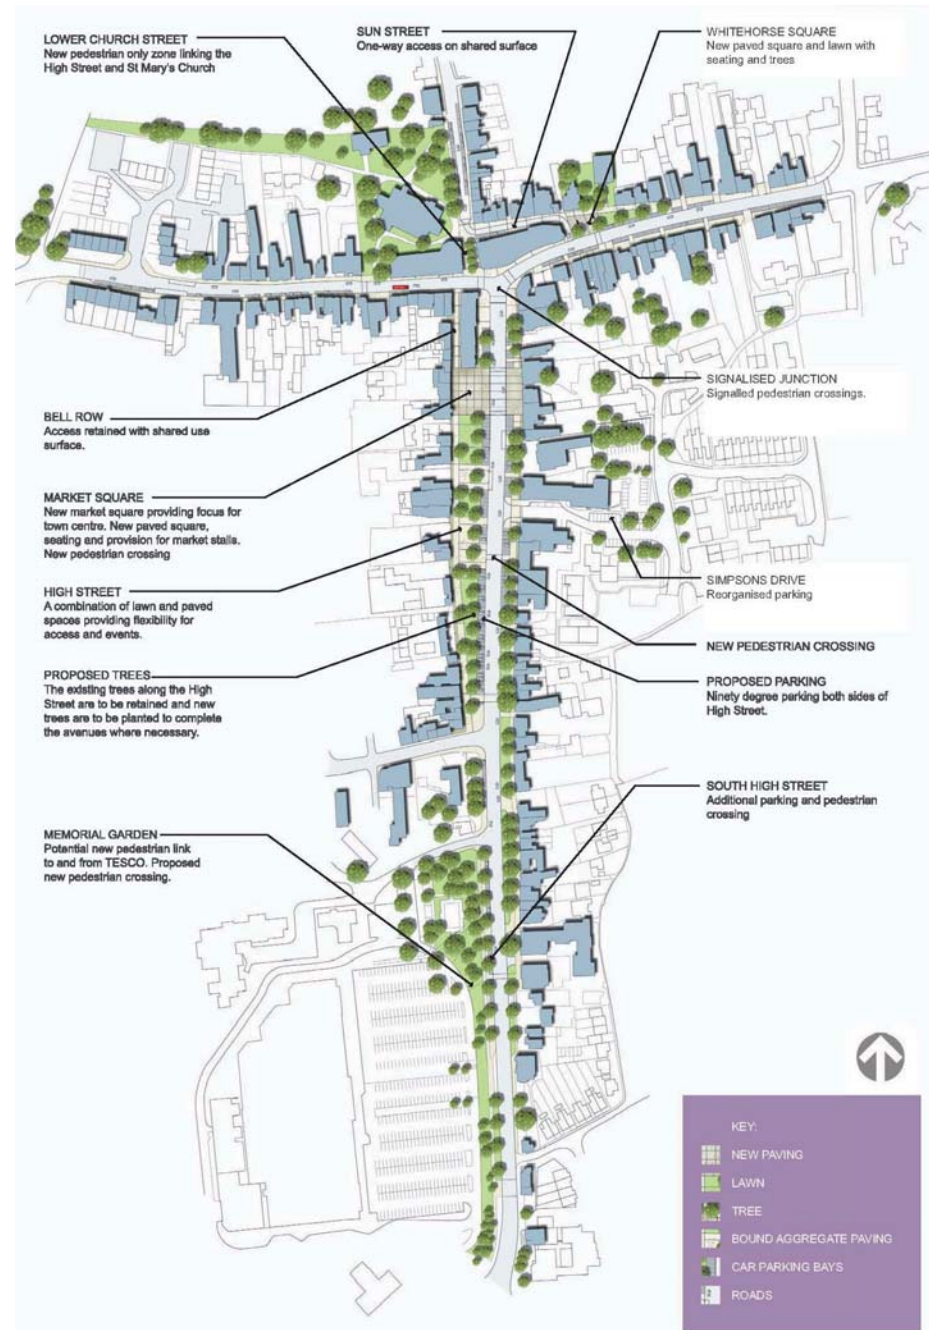 LOWER CHURCH STREET
New pedestrian only zone linking the
High Street and St Mary's Church
SUN STREET
One-way access on shared surface
WHITEHORSE SQUARE
New paved square and lawn with
seating and trees
SIGNALISED JUNCTION
Signalled pedestrian crossings.
BELL ROW
Access retained with shared use
surface.
MARKET SQUARE
New market square providing focus for
town centre. New paved square,
seating and provision for market stalls.
New pedestrian crossing
HIGH STREET
A combination of lawn and paved
spaces providing flexibility for
access and events.
SIMPSONS DRIVE
Reorganised parking
NEW PEDESTRIAN CROSSING
PROPOSED TREES
The existing trees along the High
Street are to be retained and new
trees are to be planted to complete
the avenues where necessary.
PROPOSED PARKING
Ninety degree parking both sides of
High Street.
SOUTH HIGH STREET
Additional parking and pedestrian
crossing
MEMORIAL GARDEN
Potential new pedestrian link
to and from TESCO. Proposed
new pedestrian crossing.
KEY:
NEW PAVING
LAWN
TREE
BOUND AGGREGATE PAVING
CAR PARKING BAYS
ROADS